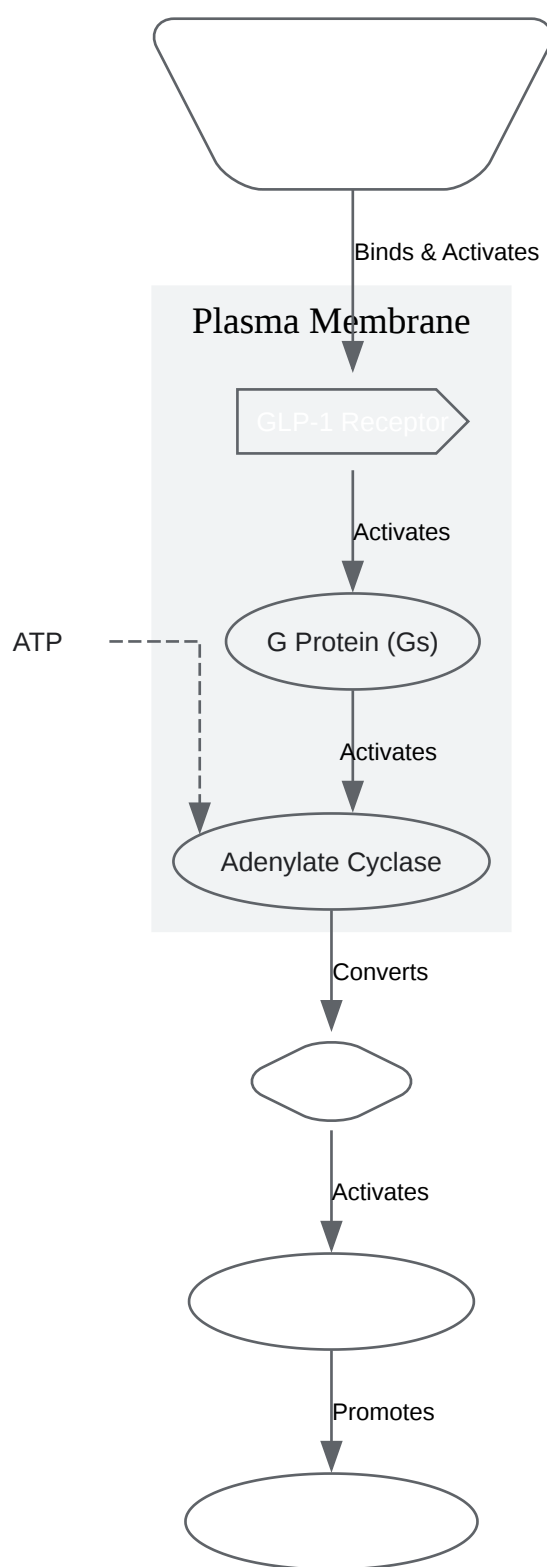 Binds & Activates
Plasma Membrane
GLP-1 Receptor
Activates
ATP
G Protein (Gs)
Activates
Adenylate Cyclase
Converts
Activates
Promotes